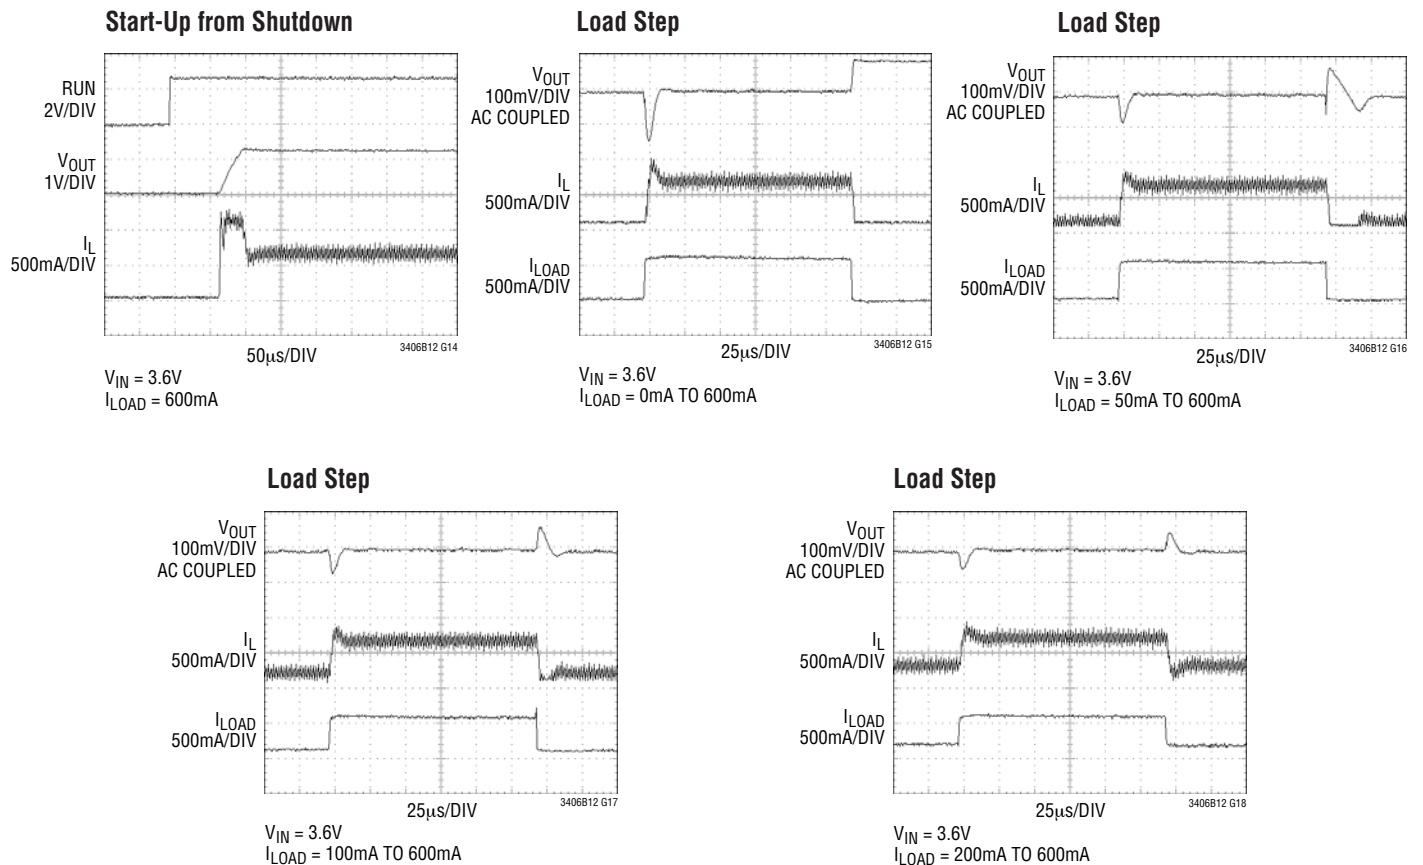 Start-Up from Shutdown
RUN
2V/DIV
VOUT
1V/DIV
IL
500mA/DIV
50µs/DIV
3406B12 G14
VIN = 3.6V
ILOAD = 600mA
Load Step
VOUT
100mV/DIV
AC COUPLED
IL
500mA/DIV
ILOAD
500mA/DIV
25µs/DIV
3406B12 G15
VIN = 3.6V
ILOAD = 0mA TO 600mA
Load Step
VOUT
100mV/DIV
AC COUPLED
IL
500mA/DIV
ILOAD
500mA/DIV
25µs/DIV
3406B12 G16
VIN = 3.6V
ILOAD = 50mA TO 600mA
Load Step
VOUT
100mV/DIV
AC COUPLED
IL
500mA/DIV
ILOAD
500mA/DIV
25µs/DIV
3406B12 G17
VIN = 3.6V
ILOAD = 100mA TO 600mA
Load Step
VOUT
100mV/DIV
AC COUPLED
IL
500mA/DIV
ILOAD
500mA/DIV
25µs/DIV
3406B12 G18
VIN = 3.6V
ILOAD = 200mA TO 600mA